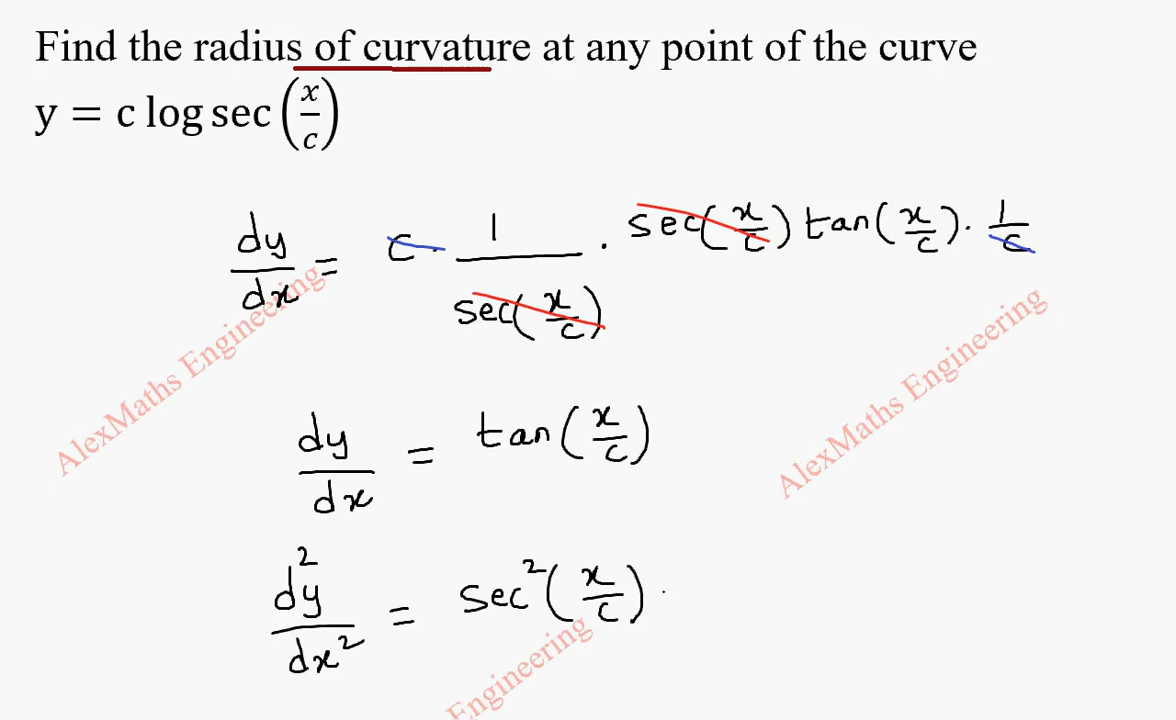 Find the radius of curvature at any point of the curve
y = c log sec (x/c)
dy/dx = c · 1/sec(x/c) · sec(x/c) tan(x/c) · 1/c
AlexMaths Engineering
AlexMaths Engineering
dy/dx = tan(x/c)
d²y/dx² = sec²(x/c) ·
Engineering